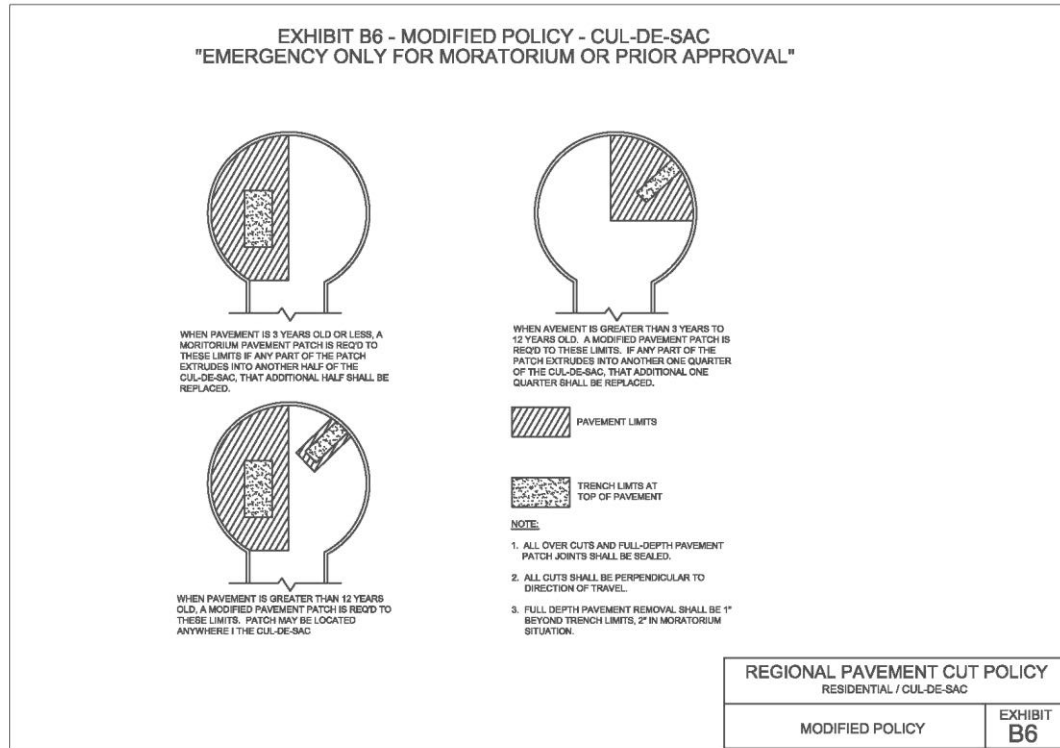 EXHIBIT B6 - MODIFIED POLICY - CUL-DE-SAC
"EMERGENCY ONLY FOR MORATORIUM OR PRIOR APPROVAL"
WHEN PAVEMENT IS 3 YEARS OLD OR LESS, A
MORITORIUM PAVEMENT PATCH IS REQ'D TO
THESE LIMITS IF ANY PART OF THE PATCH
EXTRUDES INTO ANOTHER HALF OF THE
CUL-DE-SAC, THAT ADDITIONAL HALF SHALL BE
REPLACED.
WHEN AVEMENT IS GREATER THAN 3 YEARS TO
12 YEARS OLD. A MODIFIED PAVEMENT PATCH IS
REQ'D TO THESE LIMITS. IF ANY PART OF THE
PATCH EXTRUDES INTO ANOTHER ONE QUARTER
OF THE CUL-DE-SAC, THAT ADDITIONAL ONE
QUARTER SHALL BE REPLACED.
WHEN PAVEMENT IS GREATER THAN 12 YEARS
OLD, A MODIFIED PAVEMENT PATCH IS REQ'D TO
THESE LIMITS. PATCH MAY BE LOCATED
ANYWHERE I THE CUL-DE-SAC
PAVEMENT LIMITS
TRENCH LIMTS AT
TOP OF PAVEMENT
NOTE:
1. ALL OVER CUTS AND FULL-DEPTH PAVEMENT
PATCH JOINTS SHALL BE SEALED.
2. ALL CUTS SHALL BE PERPENDICULAR TO
DIRECTION OF TRAVEL.
3. FULL DEPTH PAVEMENT REMOVAL SHALL BE 1"
BEYOND TRENCH LIMITS, 2" IN MORATORIUM
SITUATION.
REGIONAL PAVEMENT CUT POLICY
RESIDENTIAL / CUL-DE-SAC
MODIFIED POLICY
EXHIBIT
B6